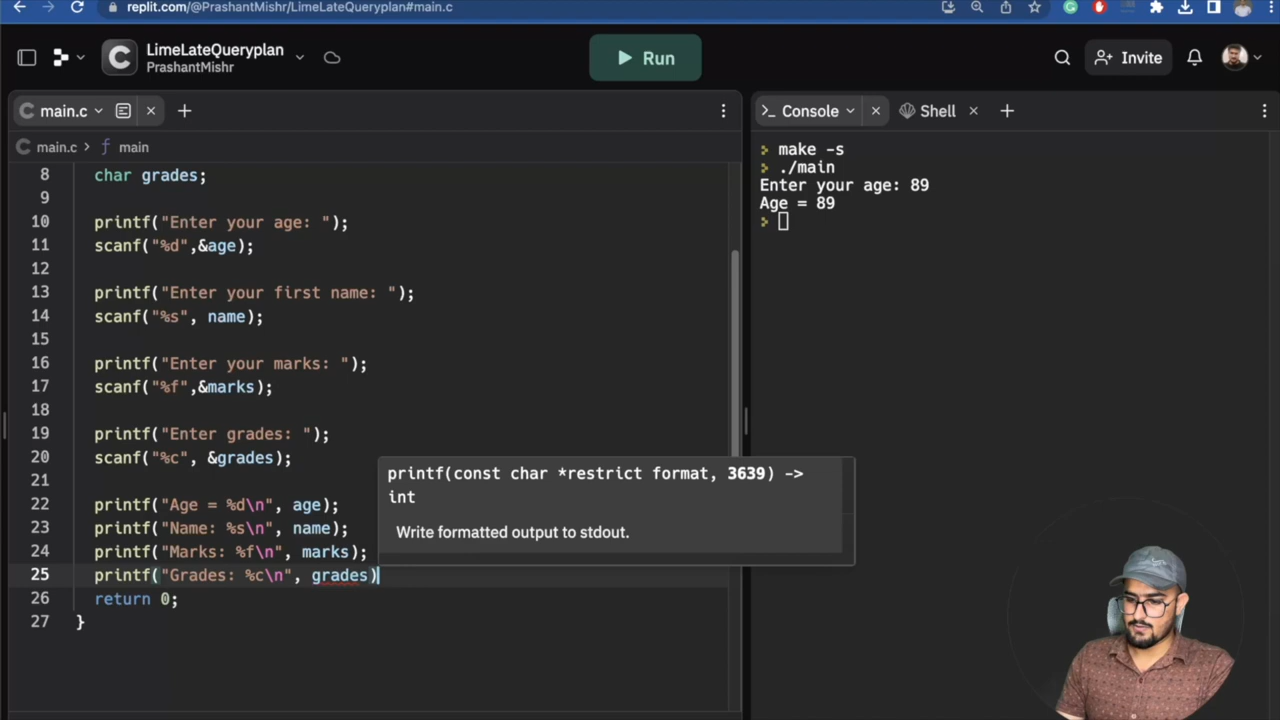 replit.com/@PrashantMishr/LimeLateQueryplan#main.c
LimeLateQueryplan
PrashantMishr
Run
Invite
main.c
Console
Shell
main.c > main
8 char grades;
9
10 printf("Enter your age: ");
11 scanf("%d",&age);
12
13 printf("Enter your first name: ");
14 scanf("%s", name);
15
16 printf("Enter your marks: ");
17 scanf("%f",&marks);
18
19 printf("Enter grades: ");
20 scanf("%c", &grades);
21
22 printf("Age = %d\n", age);
23 printf("Name: %s\n", name);
24 printf("Marks: %f\n", marks);
25 printf("Grades: %c\n", grades)
26 return 0;
27 }
printf(const char *restrict format, 3639) ->
int
Write formatted output to stdout.
make -s
./main
Enter your age: 89
Age = 89